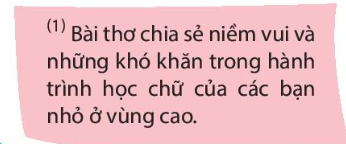 (1) Bài thơ chia sẻ niềm vui và
những khó khăn trong hành
trình học chữ của các bạn
nhỏ ở vùng cao.